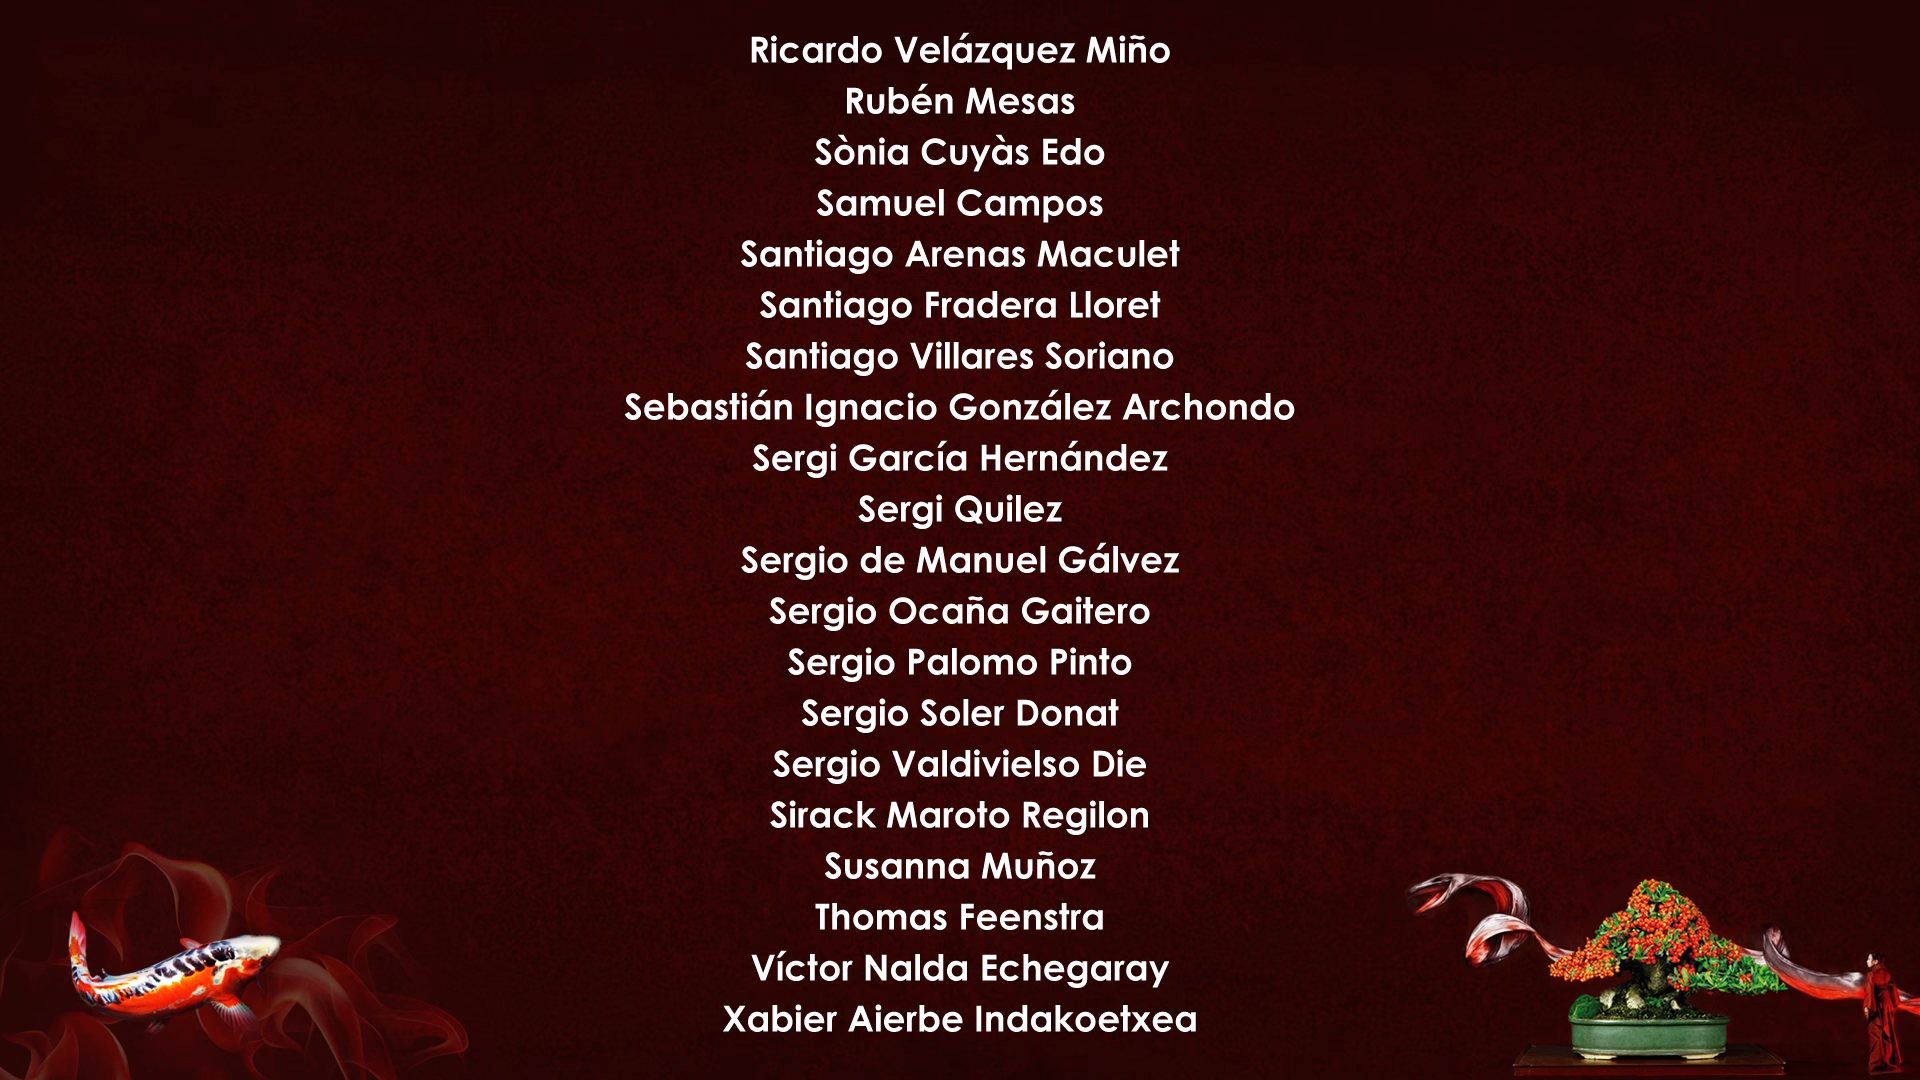 Ricardo Velázquez Miño
Rubén Mesas
Sònia Cuyàs Edo
Samuel Campos
Santiago Arenas Maculet
Santiago Fradera Lloret
Santiago Villares Soriano
Sebastián Ignacio González Archondo
Sergi García Hernández
Sergi Quilez
Sergio de Manuel Gálvez
Sergio Ocaña Gaitero
Sergio Palomo Pinto
Sergio Soler Donat
Sergio Valdivielso Die
Sirack Maroto Regilon
Susanna Muñoz
Thomas Feenstra
Víctor Nalda Echegaray
Xabier Aierbe Indakoetxea